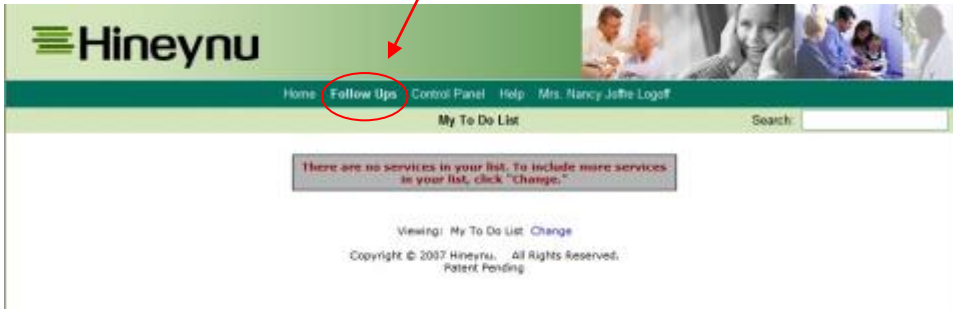 Hineynu
Home Follow Ups Control Panel Help Mrs. Nancy Joffe Logoff
My To Do List Search:
There are no services in your list. To include more services
in your list, click "Change."
Viewing: My To Do List Change
Copyright © 2007 Hineynu. All Rights Reserved.
Patent Pending